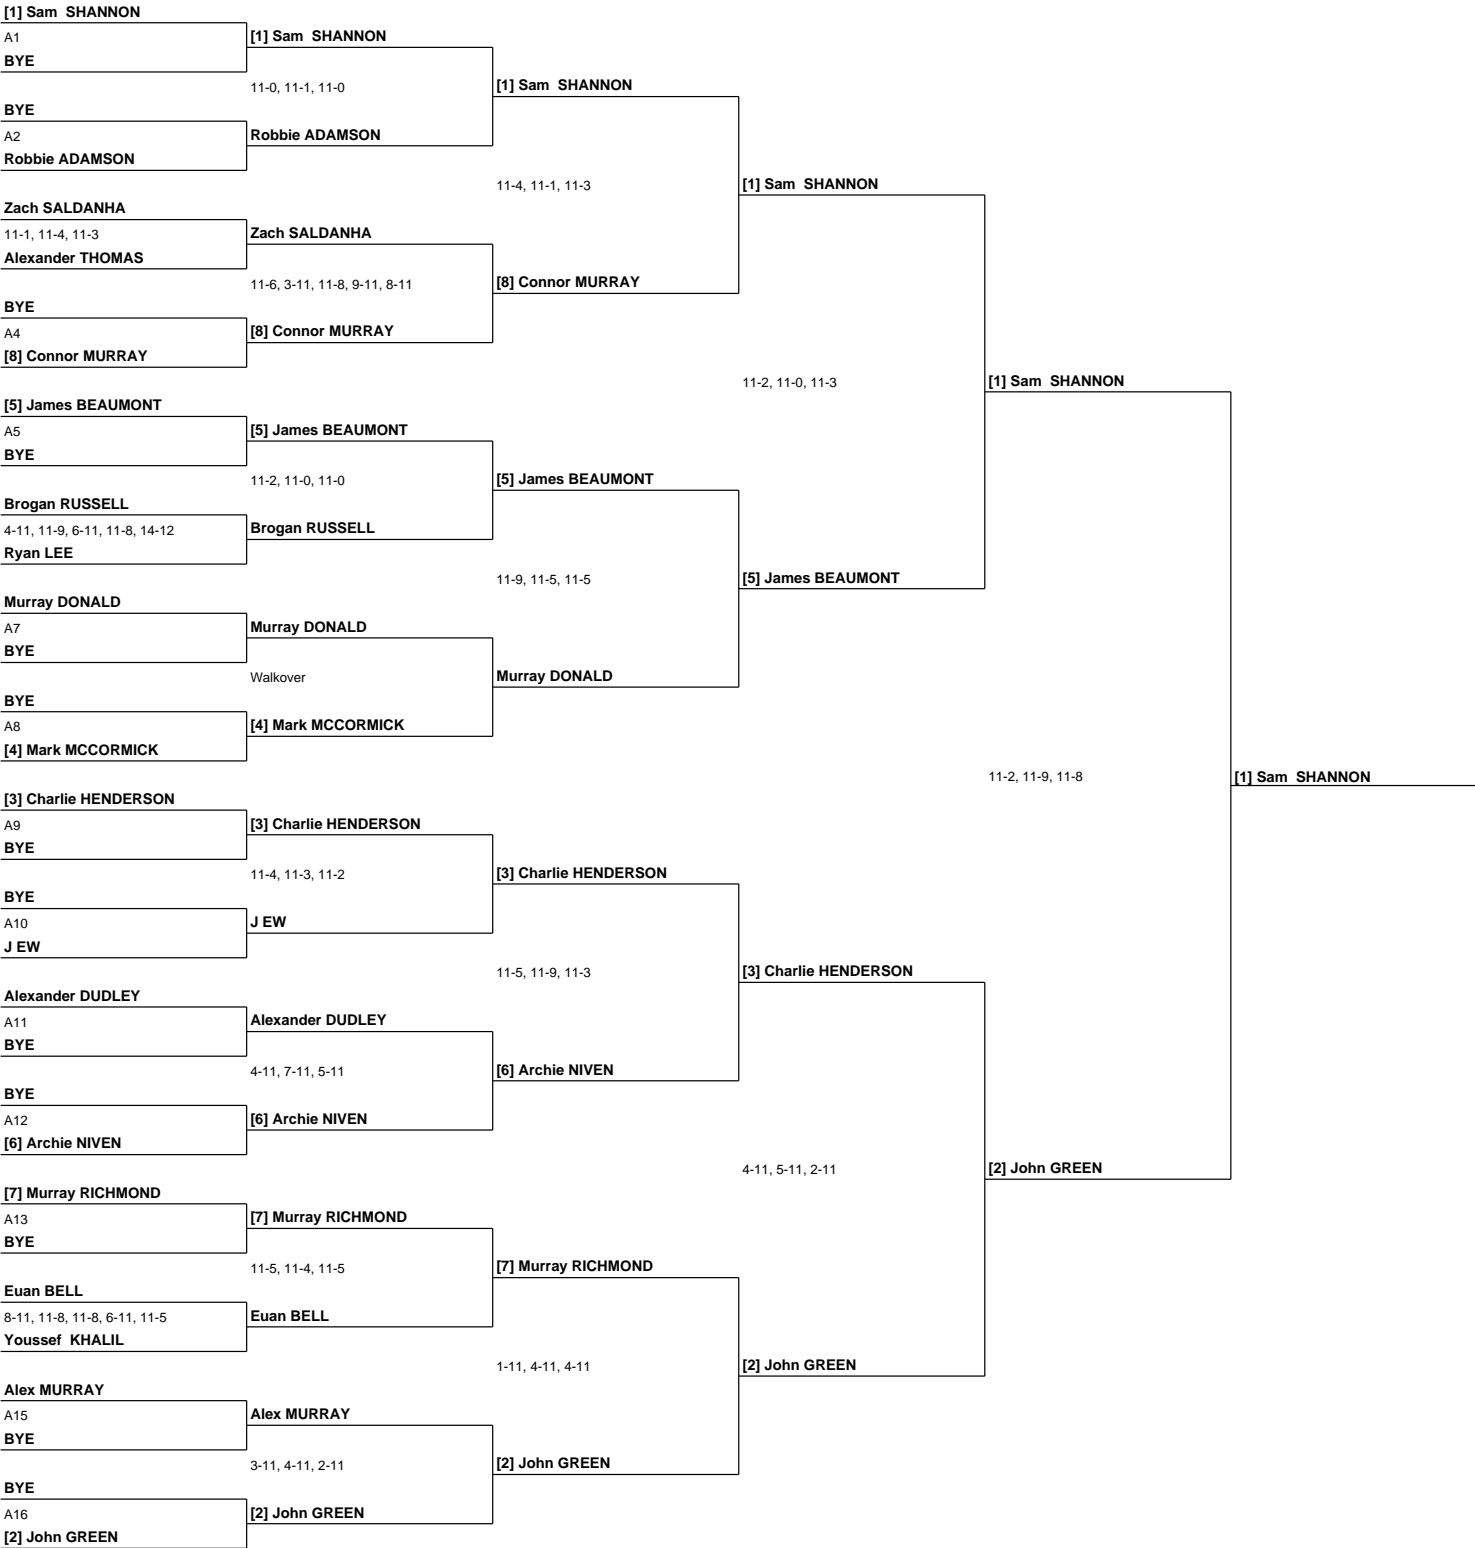 [1] Sam  SHANNON
A1
BYE
BYE
A2
Robbie ADAMSON
Zach SALDANHA
11-1, 11-4, 11-3
Alexander THOMAS
BYE
A4
[8] Connor MURRAY
[5] James BEAUMONT
A5
BYE
Brogan RUSSELL
4-11, 11-9, 6-11, 11-8, 14-12
Ryan LEE
Murray DONALD
A7
BYE
BYE
A8
[4] Mark MCCORMICK
[3] Charlie HENDERSON
A9
BYE
BYE
A10
J EW
Alexander DUDLEY
A11
BYE
BYE
A12
[6] Archie NIVEN
[7] Murray RICHMOND
A13
BYE
Euan BELL
8-11, 11-8, 11-8, 6-11, 11-5
Youssef  KHALIL
Alex MURRAY
A15
BYE
BYE
A16
[2] John GREEN
[1] Sam  SHANNON
11-0, 11-1, 11-0
Robbie ADAMSON
Zach SALDANHA
11-6, 3-11, 11-8, 9-11, 8-11
[8] Connor MURRAY
[5] James BEAUMONT
11-2, 11-0, 11-0
Brogan RUSSELL
Murray DONALD
Walkover
[4] Mark MCCORMICK
[3] Charlie HENDERSON
11-4, 11-3, 11-2
J EW
Alexander DUDLEY
4-11, 7-11, 5-11
[6] Archie NIVEN
[7] Murray RICHMOND
11-5, 11-4, 11-5
Euan BELL
Alex MURRAY
3-11, 4-11, 2-11
[2] John GREEN
[1] Sam  SHANNON
11-4, 11-1, 11-3
[8] Connor MURRAY
[5] James BEAUMONT
11-9, 11-5, 11-5
Murray DONALD
[3] Charlie HENDERSON
11-5, 11-9, 11-3
[6] Archie NIVEN
[7] Murray RICHMOND
1-11, 4-11, 4-11
[2] John GREEN
[1] Sam  SHANNON
11-2, 11-0, 11-3
[5] James BEAUMONT
[3] Charlie HENDERSON
4-11, 5-11, 2-11
[2] John GREEN
[1] Sam  SHANNON
11-2, 11-9, 11-8
[2] John GREEN
[1] Sam  SHANNON